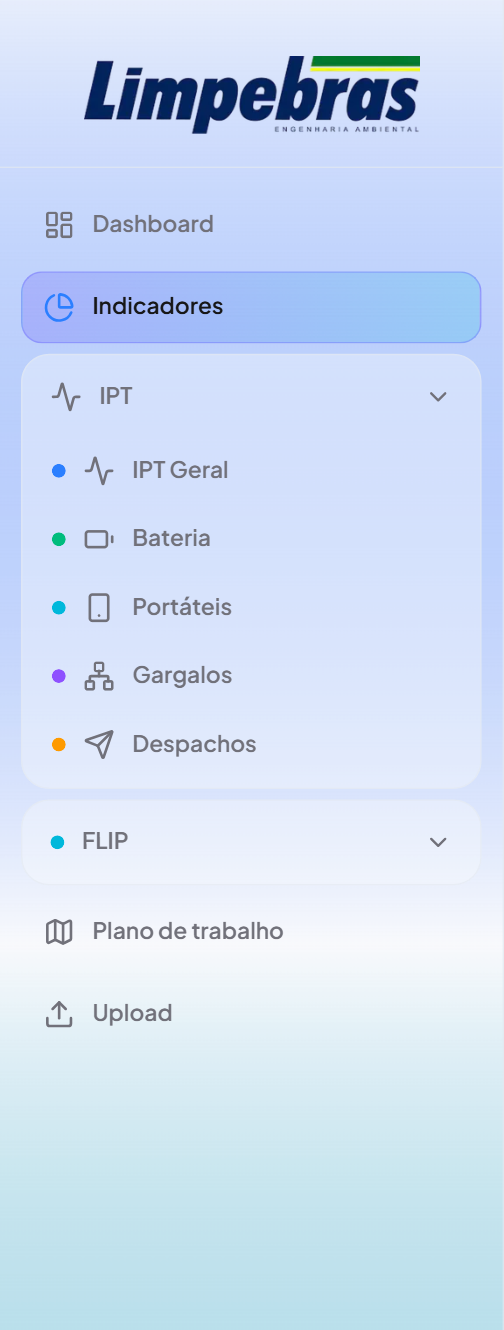 Limpebras
ENGENHARIA AMBIENTAL
Dashboard
Indicadores
IPT
IPT Geral
Bateria
Portáteis
Gargalos
Despachos
FLIP
Plano de trabalho
Upload